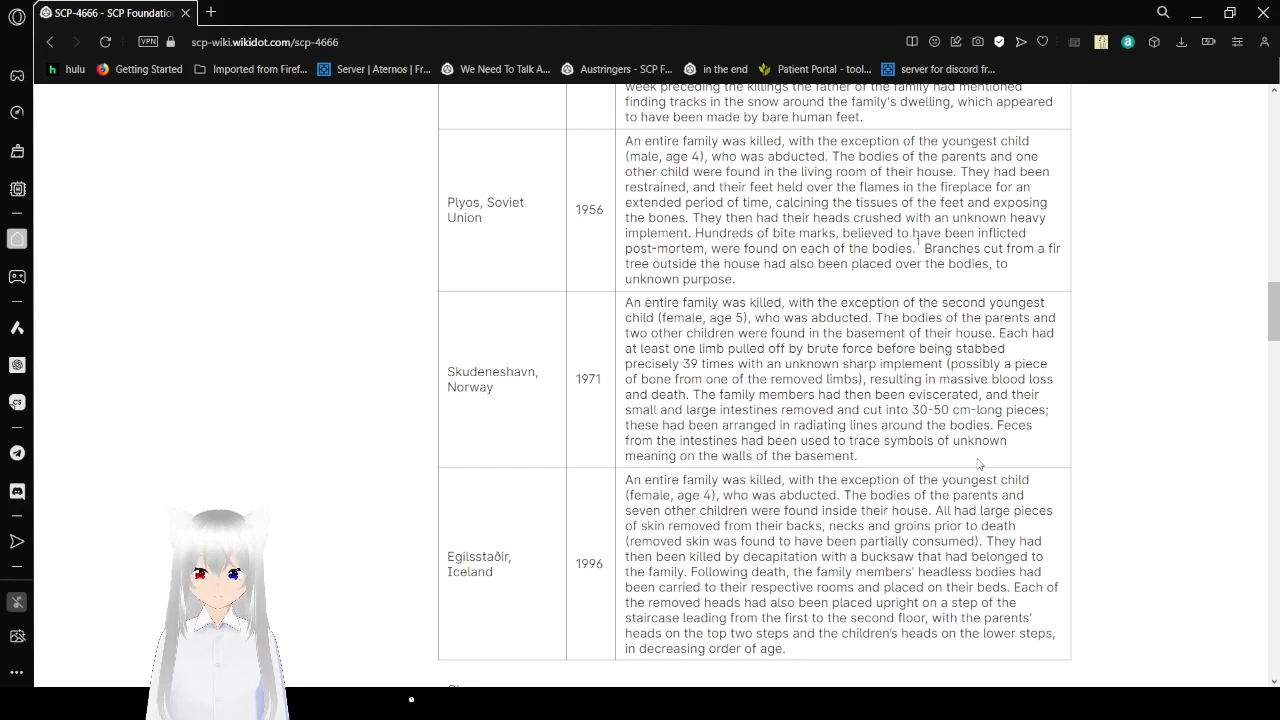 SCP-4666 - SCP Foundatio
VPN
scp-wiki.wikidot.com/scp-4666
hulu
Getting Started
Imported from Firef...
Server | Aternos | Fr...
We Need To Talk A...
Austringers - SCP F...
in the end
Patient Portal - tool...
server for discord fr...
week preceding the killings the father of the family had mentioned
finding tracks in the snow around the family's dwelling, which appeared
to have been made by bare human feet.
Plyos, Soviet
Union
1956
An entire family was killed, with the exception of the youngest child
(male, age 4), who was abducted. The bodies of the parents and one
other child were found in the living room of their house. They had been
restrained, and their feet held over the flames in the fireplace for an
extended period of time, calcining the tissues of the feet and exposing
the bones. They then had their heads crushed with an unknown heavy
implement. Hundreds of bite marks, believed to have been inflicted
post-mortem, were found on each of the bodies.1 Branches cut from a fir
tree outside the house had also been placed over the bodies, to
unknown purpose.
Skudeneshavn,
Norway
1971
An entire family was killed, with the exception of the second youngest
child (female, age 5), who was abducted. The bodies of the parents and
two other children were found in the basement of their house. Each had
at least one limb pulled off by brute force before being stabbed
precisely 39 times with an unknown sharp implement (possibly a piece
of bone from one of the removed limbs), resulting in massive blood loss
and death. The family members had then been eviscerated, and their
small and large intestines removed and cut into 30-50 cm-long pieces;
these had been arranged in radiating lines around the bodies. Feces
from the intestines had been used to trace symbols of unknown
meaning on the walls of the basement.
Egilsstaðir,
Iceland
1996
An entire family was killed, with the exception of the youngest child
(female, age 4), who was abducted. The bodies of the parents and
seven other children were found inside their house. All had large pieces
of skin removed from their backs, necks and groins prior to death
(removed skin was found to have been partially consumed). They had
then been killed by decapitation with a bucksaw that had belonged to
the family. Following death, the family members' headless bodies had
been carried to their respective rooms and placed on their beds. Each of
the removed heads had also been placed upright on a step of the
staircase leading from the first to the second floor, with the parents'
heads on the top two steps and the children's heads on the lower steps,
in decreasing order of age.